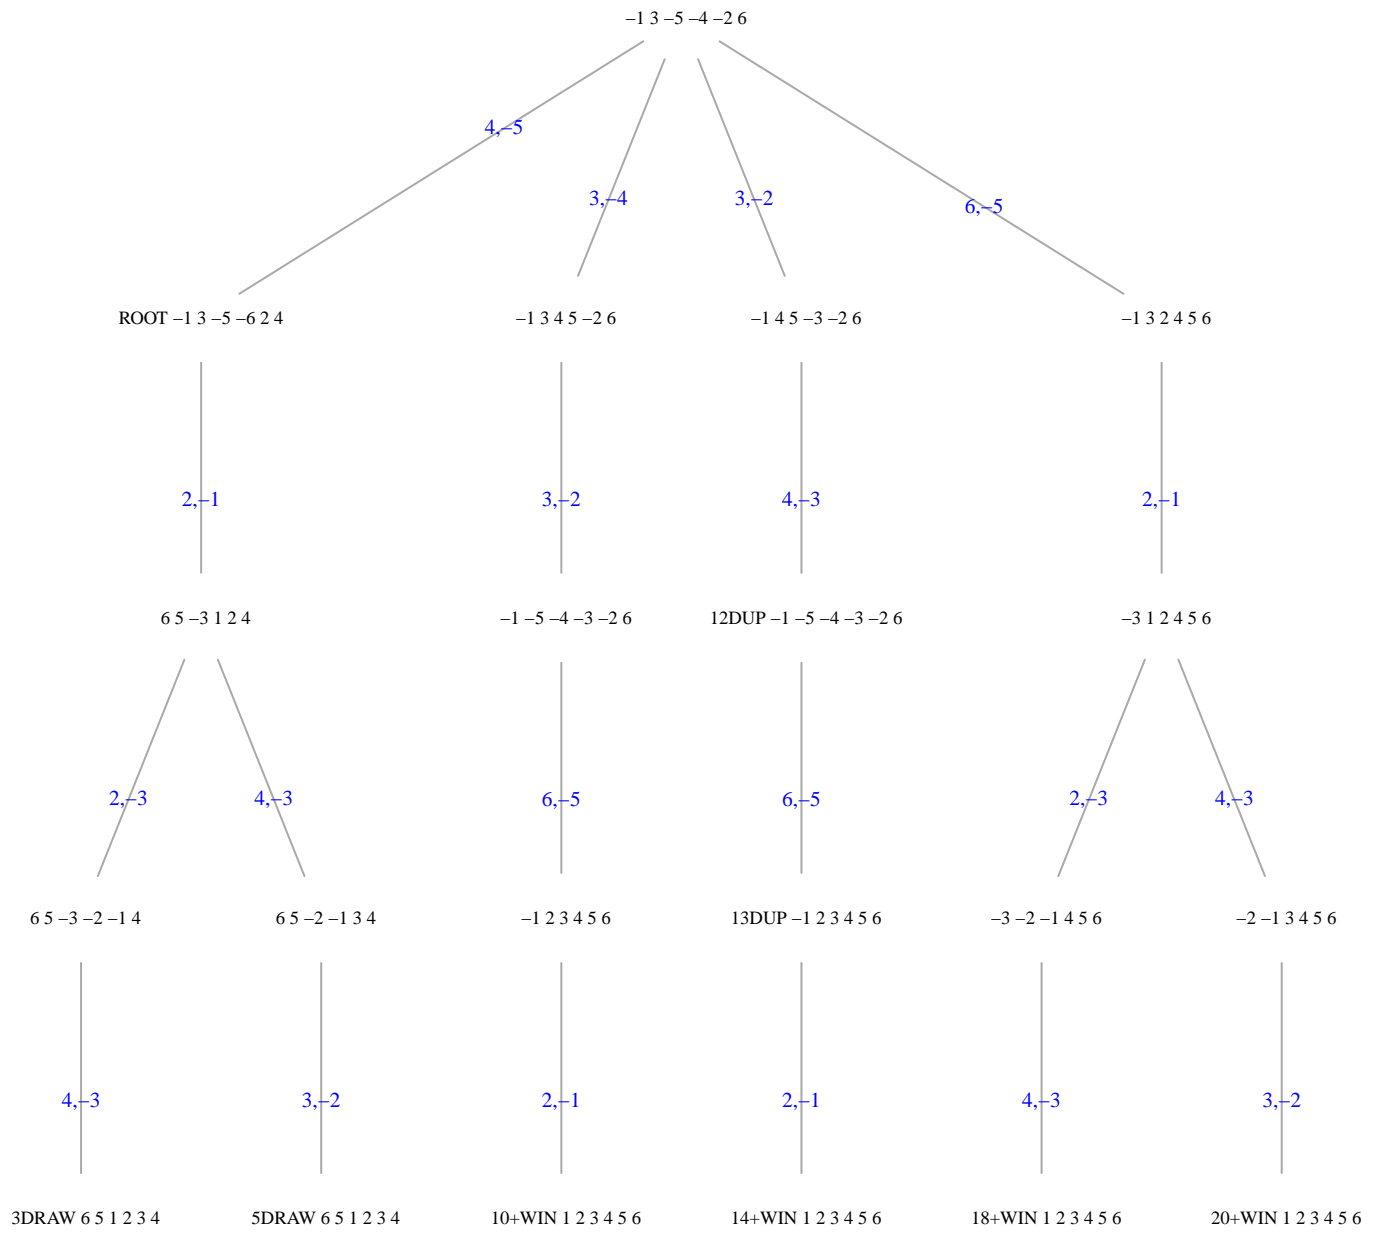 –1 3 –5 –4 –2 6
4,–5
3,–4
3,–2
6,–5
ROOT –1 3 –5 –6 2 4
–1 3 4 5 –2 6
–1 4 5 –3 –2 6
–1 3 2 4 5 6
2,–1
3,–2
4,–3
2,–1
6 5 –3 1 2 4
–1 –5 –4 –3 –2 6
12DUP –1 –5 –4 –3 –2 6
–3 1 2 4 5 6
2,–3
4,–3
6,–5
6,–5
2,–3
4,–3
6 5 –3 –2 –1 4
6 5 –2 –1 3 4
–1 2 3 4 5 6
13DUP –1 2 3 4 5 6
–3 –2 –1 4 5 6
–2 –1 3 4 5 6
4,–3
3,–2
2,–1
2,–1
4,–3
3,–2
3DRAW 6 5 1 2 3 4
5DRAW 6 5 1 2 3 4
10+WIN 1 2 3 4 5 6
14+WIN 1 2 3 4 5 6
18+WIN 1 2 3 4 5 6
20+WIN 1 2 3 4 5 6